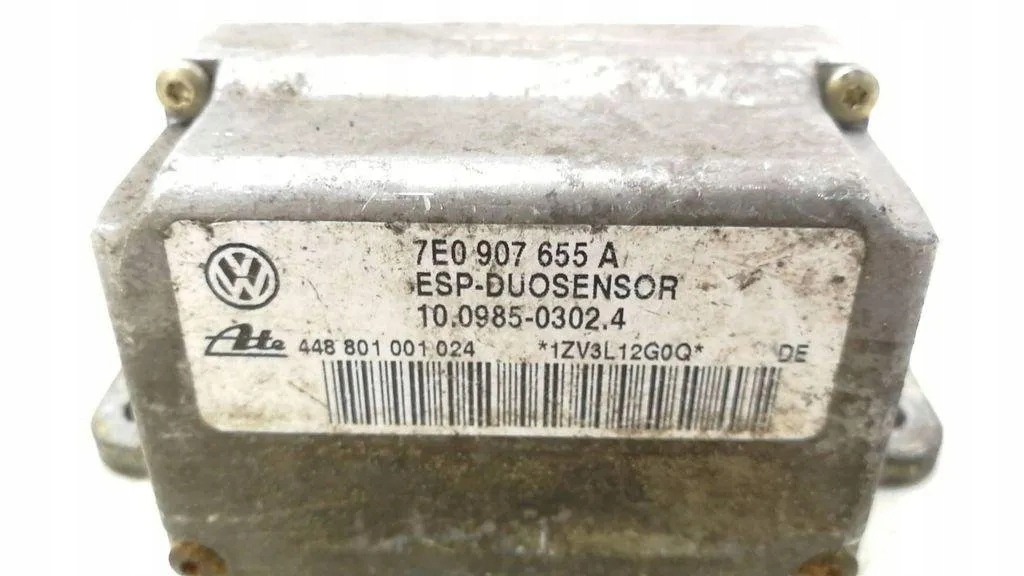 7E0 907 655 A
ESP-DUOSENSOR
10.0985-0302.4
Ate 448 801 001 024 *1ZV3L12G0Q* DE